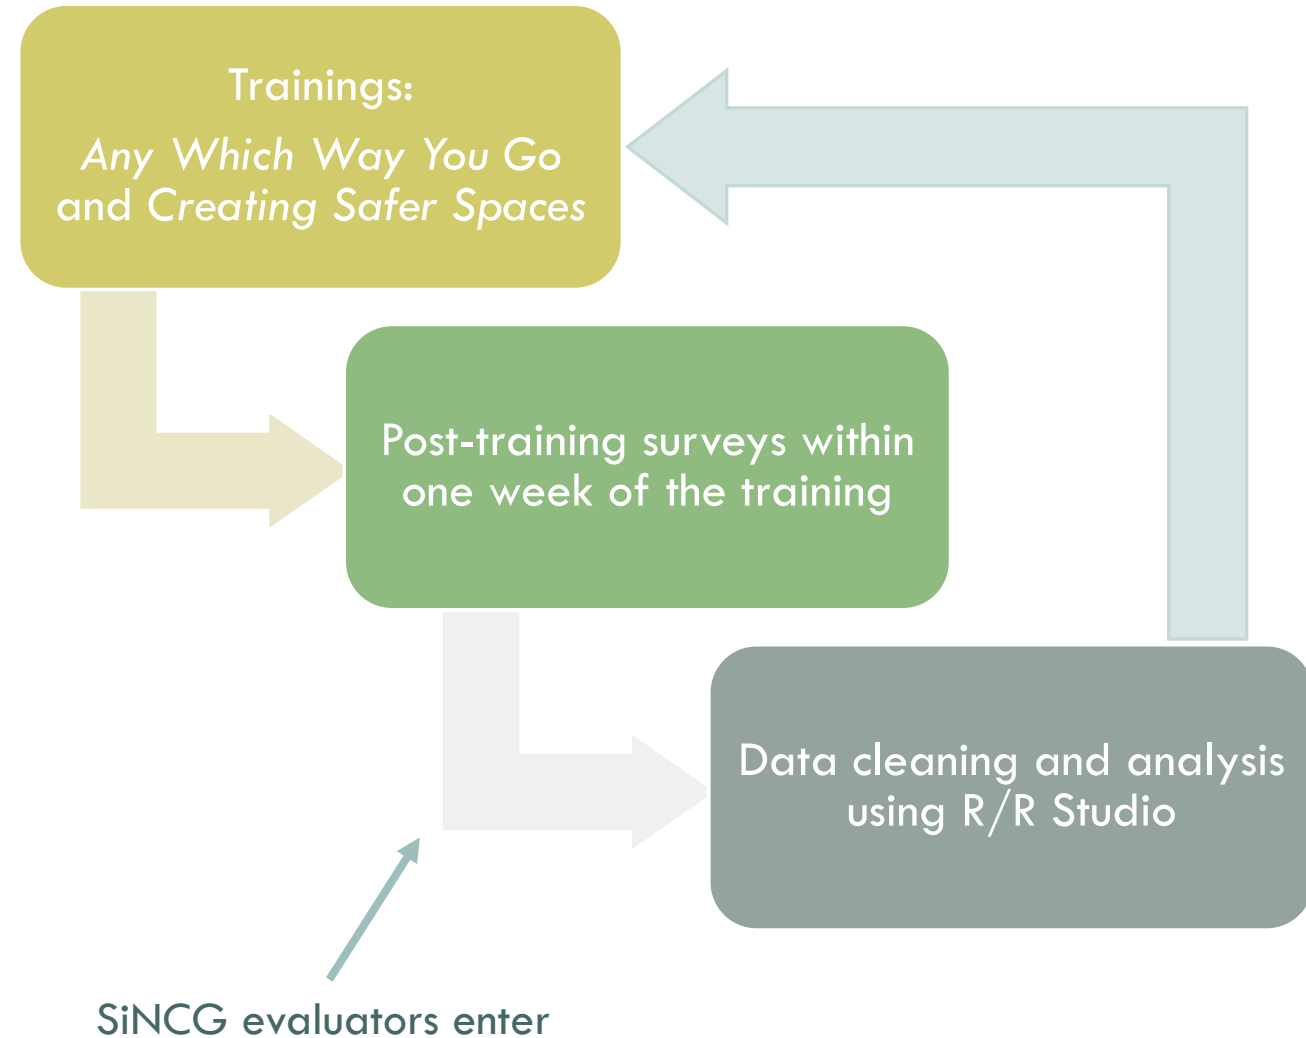 Trainings:
Any Which Way You Go
and Creating Safer Spaces
Post-training surveys within
one week of the training
Data cleaning and analysis
using R/R Studio
SiNCG evaluators enter